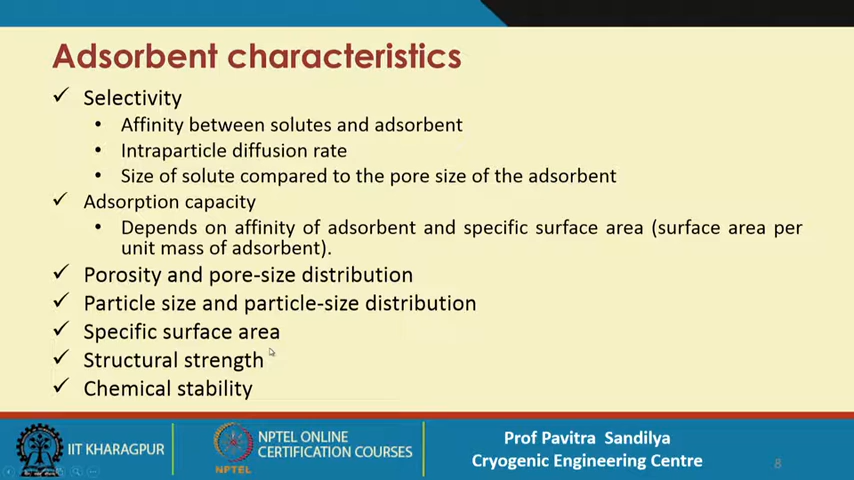 Adsorbent characteristics
✓ Selectivity
• Affinity between solutes and adsorbent
• Intraparticle diffusion rate
• Size of solute compared to the pore size of the adsorbent
✓ Adsorption capacity
• Depends on affinity of adsorbent and specific surface area (surface area per
unit mass of adsorbent).
✓ Porosity and pore-size distribution
✓ Particle size and particle-size distribution
✓ Specific surface area
✓ Structural strength
✓ Chemical stability
IIT KHARAGPUR
NPTEL
NPTEL ONLINE
CERTIFICATION COURSES
Prof Pavitra Sandilya
Cryogenic Engineering Centre
8